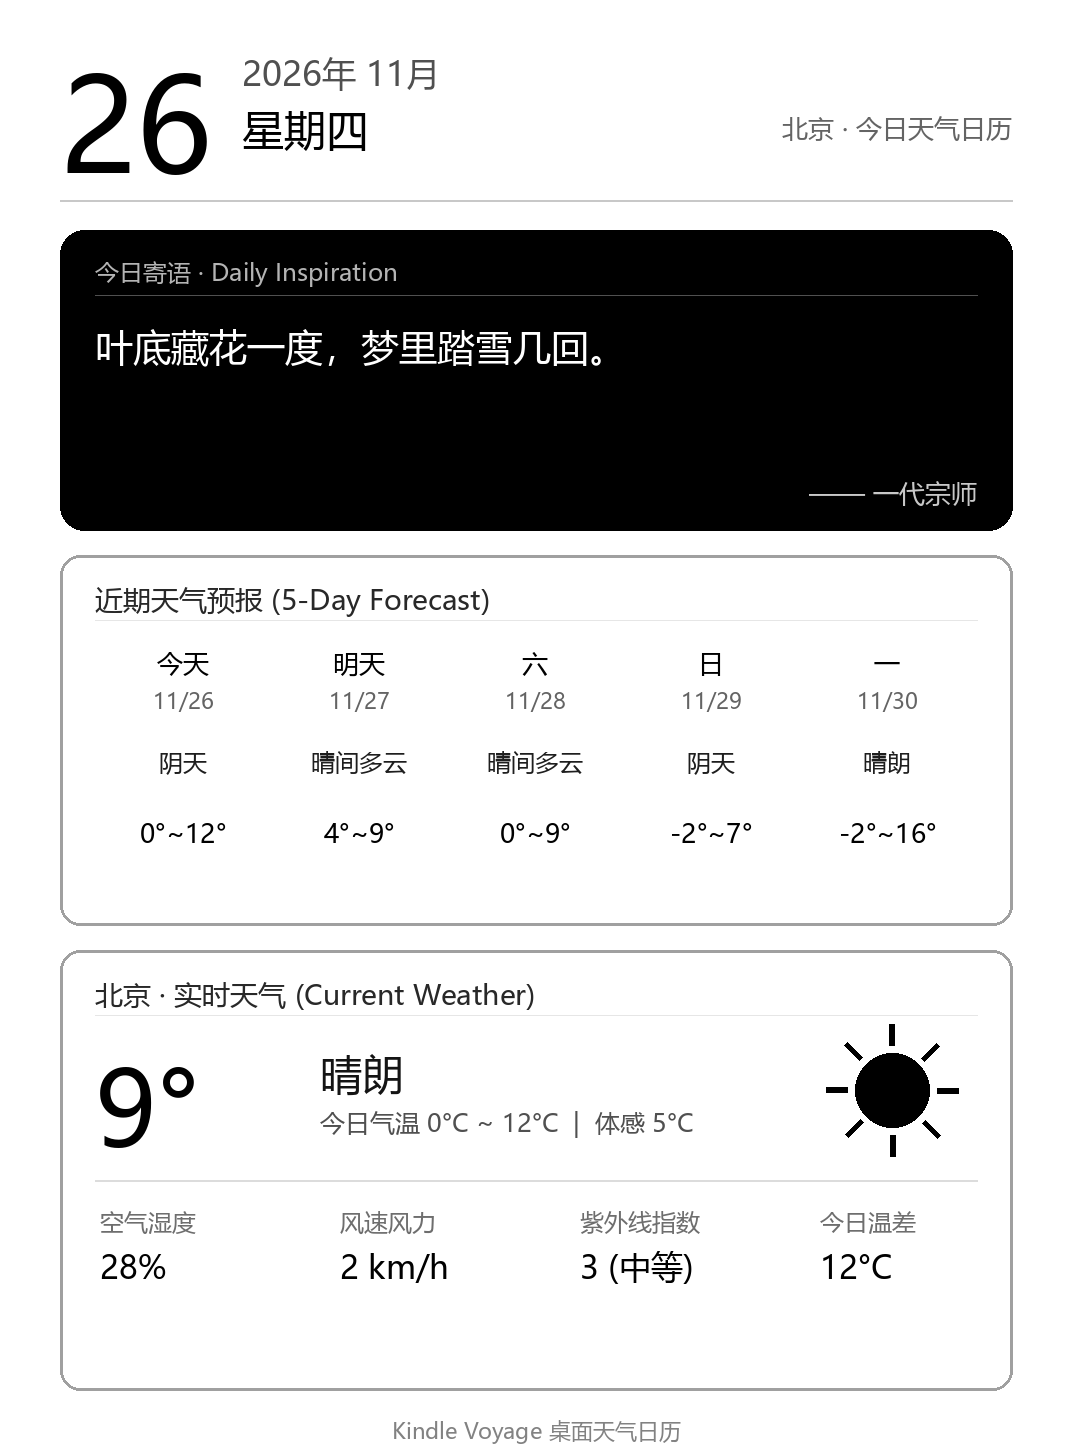 26
2026年 11月
星期四
北京 · 今日天气日历
今日寄语 · Daily Inspiration
叶底藏花一度，梦里踏雪几回。
—— 一代宗师
近期天气预报 (5-Day Forecast)
今天 明天 六 日 一
11/26 11/27 11/28 11/29 11/30
阴天 晴间多云 晴间多云 阴天 晴朗
0°~12° 4°~9° 0°~9° -2°~7° -2°~16°
北京 · 实时天气 (Current Weather)
9°
晴朗
今日气温 0°C ~ 12°C | 体感 5°C
空气湿度 风速风力 紫外线指数 今日温差
28% 2 km/h 3 (中等) 12°C
Kindle Voyage 桌面天气日历